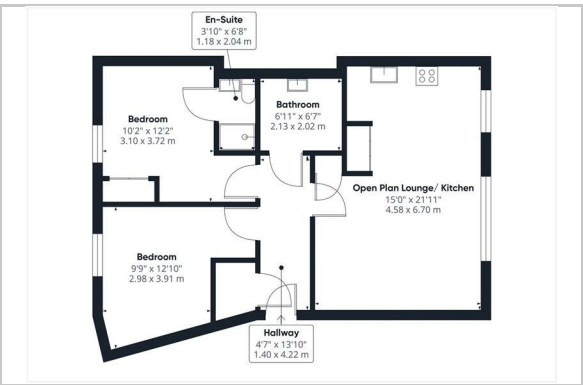 En-Suite
3'10" x 6'8"
1.18 x 2.04 m
Bedroom
10'2" x 12'2"
3.10 x 3.72 m
Bathroom
6'11" x 6'7"
2.13 x 2.02 m
Open Plan Lounge/ Kitchen
15'0" x 21'11"
4.58 x 6.70 m
Bedroom
9'9" x 12'10"
2.98 x 3.91 m
Hallway
4'7" x 13'10"
1.40 x 4.22 m